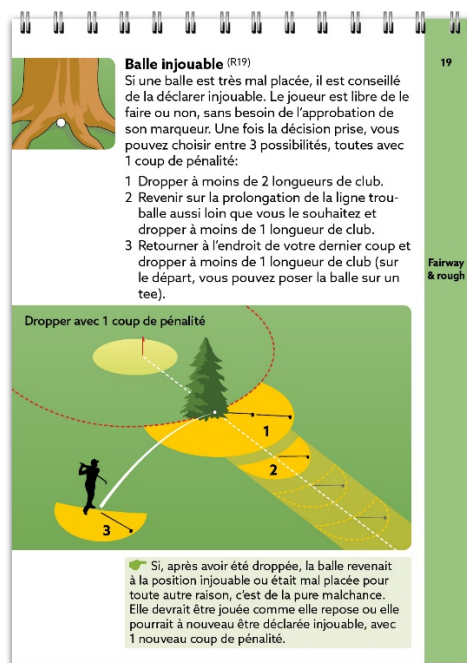 Balle injouable (R19)
19
Si une balle est très mal placée, il est conseillé
de la déclarer injouable. Le joueur est libre de le
faire ou non, sans besoin de l'approbation de
son marqueur. Une fois la décision prise, vous
pouvez choisir entre 3 possibilités, toutes avec
1 coup de pénalité:
1 Dropper à moins de 2 longueurs de club.
2 Revenir sur la prolongation de la ligne trou-
balle aussi loin que vous le souhaitez et
dropper à moins de 1 longueur de club.
3 Retourner à l'endroit de votre dernier coup et
dropper à moins de 1 longueur de club (sur
le départ, vous pouvez poser la balle sur un
tee).
Fairway
& rough
Dropper avec 1 coup de pénalité
1
2
3
Si, après avoir été droppée, la balle revenait
à la position injouable ou était mal placée pour
toute autre raison, c'est de la pure malchance.
Elle devrait être jouée comme elle repose ou elle
pourrait à nouveau être déclarée injouable, avec
1 nouveau coup de pénalité.